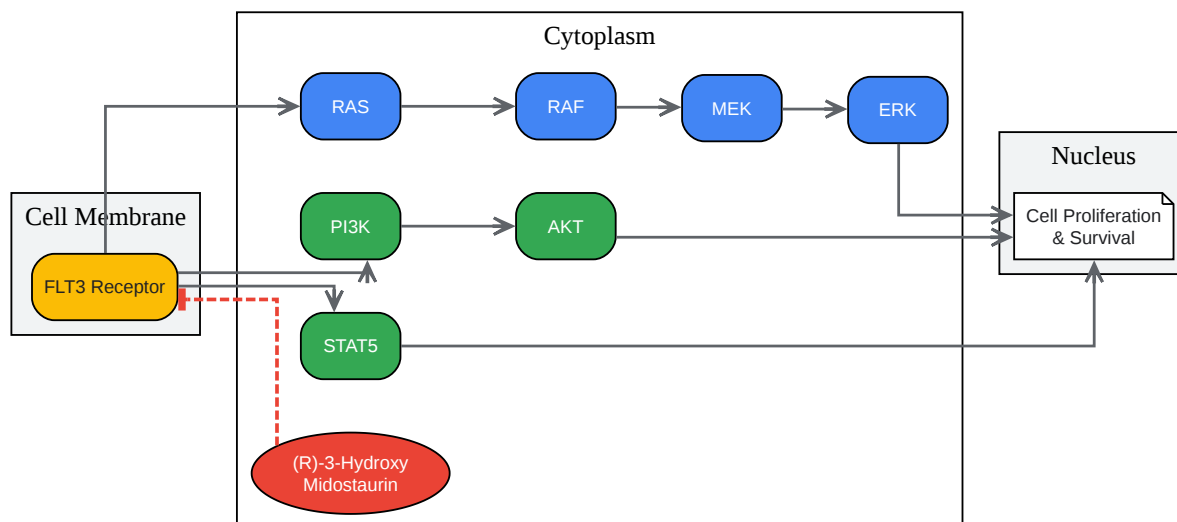 Cytoplasm
RAS
RAF
MEK
ERK
Nucleus
Cell Membrane
PI3K
AKT
Cell Proliferation
& Survival
FLT3 Receptor
STAT5
(R)-3-Hydroxy
Midostaurin